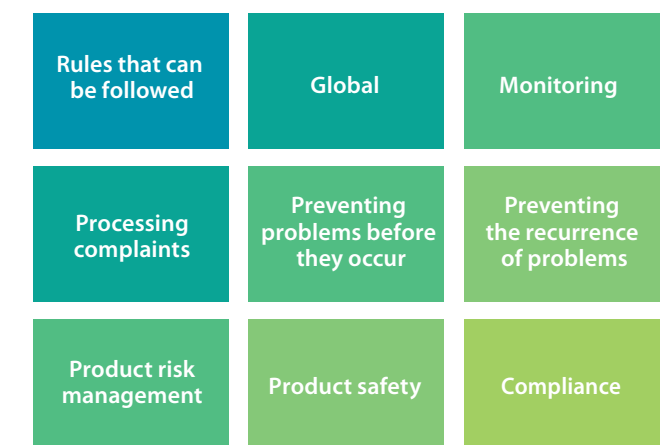 Rules that can
be followed
Global
Monitoring
Processing
complaints
Preventing
problems before
they occur
Preventing
the recurrence
of problems
Product risk
management
Product safety
Compliance